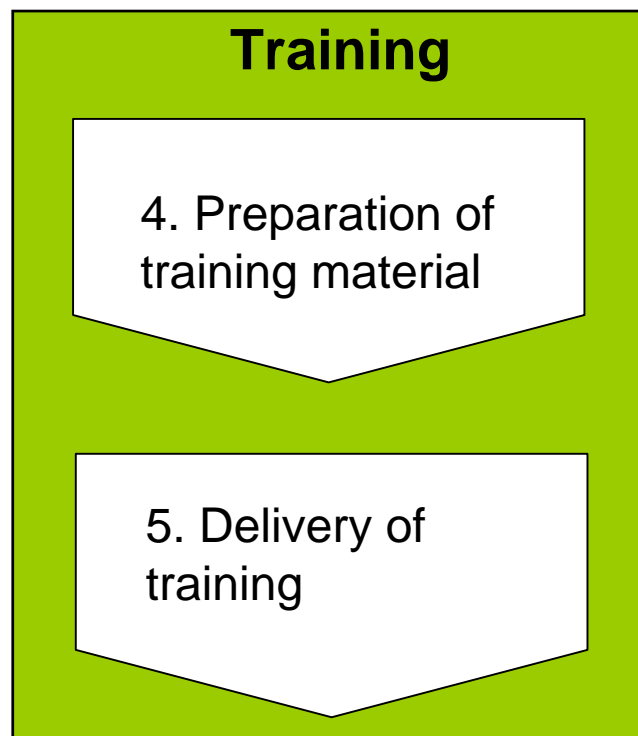 Training
4. Preparation of
training material
5. Delivery of
training